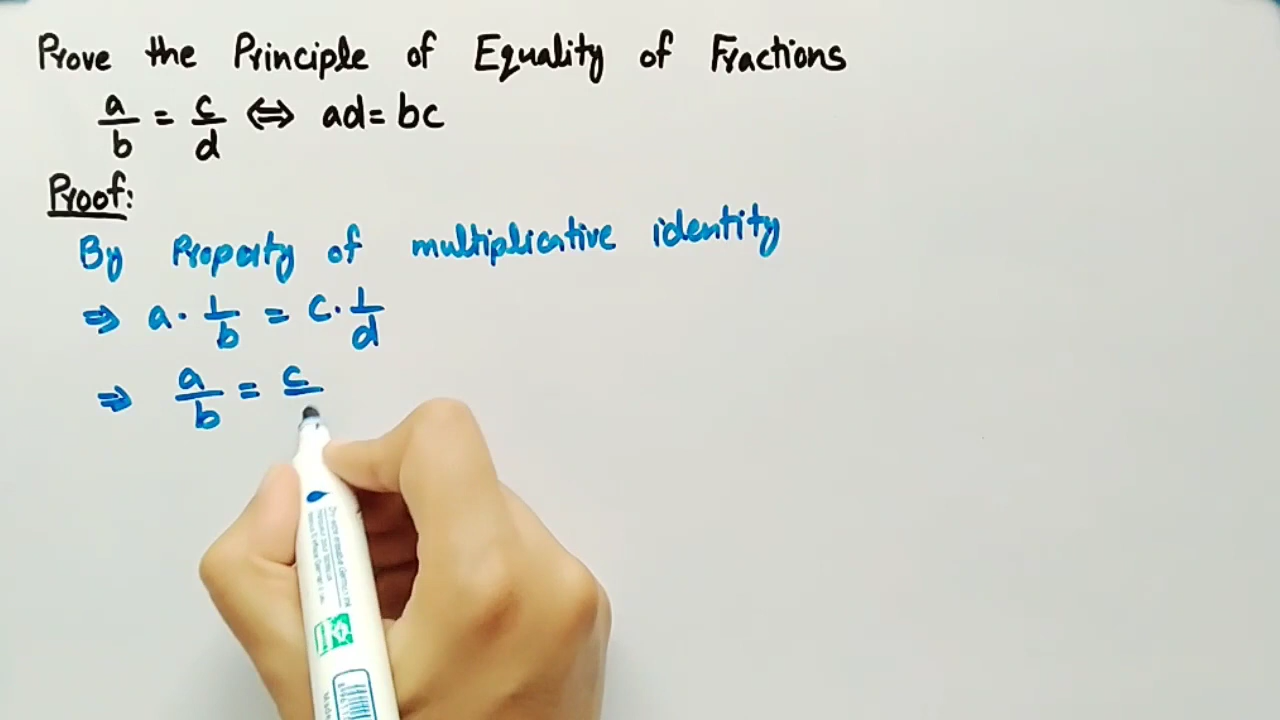 Prove the Principle of Equality of Fractions
a/b = c/d ⇔ ad = bc
Proof:
By Property of multiplicative identity
⇒ a · 1/b = c · 1/d
⇒ a/b = c/